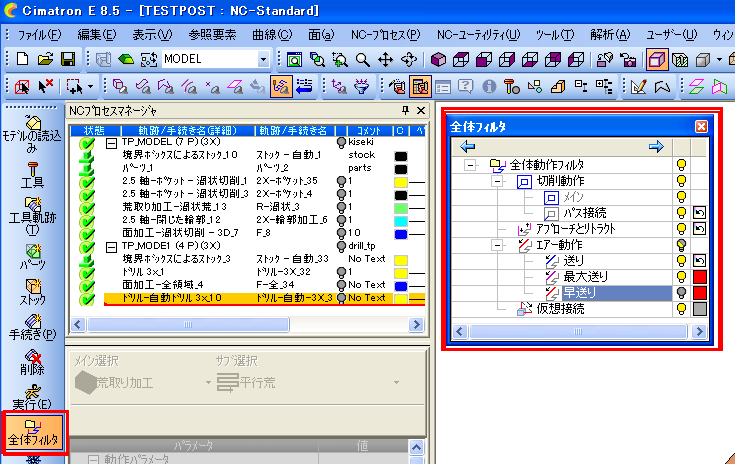 Cimatron E 8.5 - [TESTPOST : NC-Standard]
ファイル(F) 編集(E) 表示(V) 参照要素 曲線(C) 面(a) NC-プロセス(P) NC-ユーティリティ(U) ツール(T) 解析(A) ユーザー(U) ウィン
MODEL
モデルの読込み
工具
工具軌跡(T)
パーツ
ストック
手続き(P)
削除
実行(E)
全体フィルタ
NCプロセスマネージャ
状態 軌跡/手続き名(詳細) 軌跡/手続き名 コメント C
TP_MODEL (7 P)(3X) kiseki
境界ボックスによるストック_10 ストック - 自動_1 stock
パーツ_1 パーツ_2 parts
2.5 軸-ポケット - 渦状切削_1 2X-ポケット_35 1
2.5 軸-ポケット - 渦状切削_3 2X-ポケット_4 1
荒取り加工-渦状荒_13 R-渦状_3 1
2.5 軸-閉じた輪郭_12 2X-輪郭加工_6 1
面加工-渦状切削 - 3D_7 F_8 10
TP_MODE1 (4 P)(3X) drill_tp
境界ボックスによるストック_3 ストック - 全_33 No Text
ドリル 3x_1 ドリル-3X_32 1
面加工-全領域_4 F-全_34 No Text
ドリル-自動ドリル 3x_10 ドリル-自動-3X_3 No Text
メイン選択 サブ選択
荒取り加工 平行荒
パラメータ 値
動作パラメータ
全体フィルタ
全体動作フィルタ
切削動作
メイン
パス接続
アプローチとリトラクト
エアー動作
送り
最大送り
早送り
仮想接続